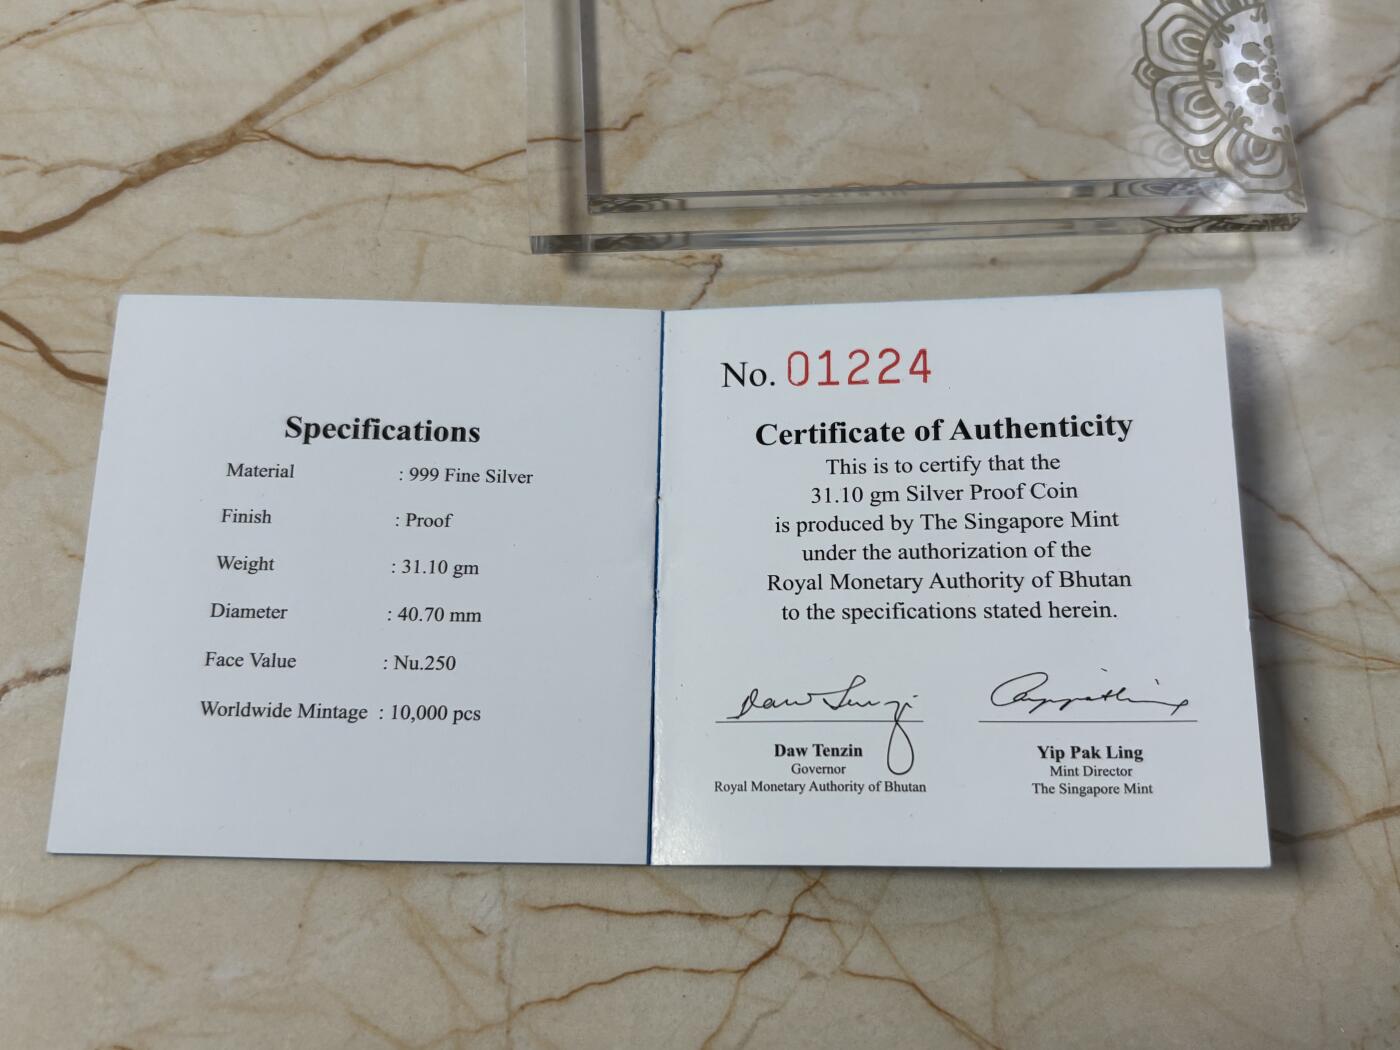 Specifications
Material : 999 Fine Silver
Finish : Proof
Weight : 31.10 gm
Diameter : 40.70 mm
Face Value : Nu.250
Worldwide Mintage : 10,000 pcs
No. 01224
Certificate of Authenticity
This is to certify that the
31.10 gm Silver Proof Coin
is produced by The Singapore Mint
under the authorization of the
Royal Monetary Authority of Bhutan
to the specifications stated herein.
Daw Tenzin
Governor
Royal Monetary Authority of Bhutan
Yip Pak Ling
Mint Director
The Singapore Mint